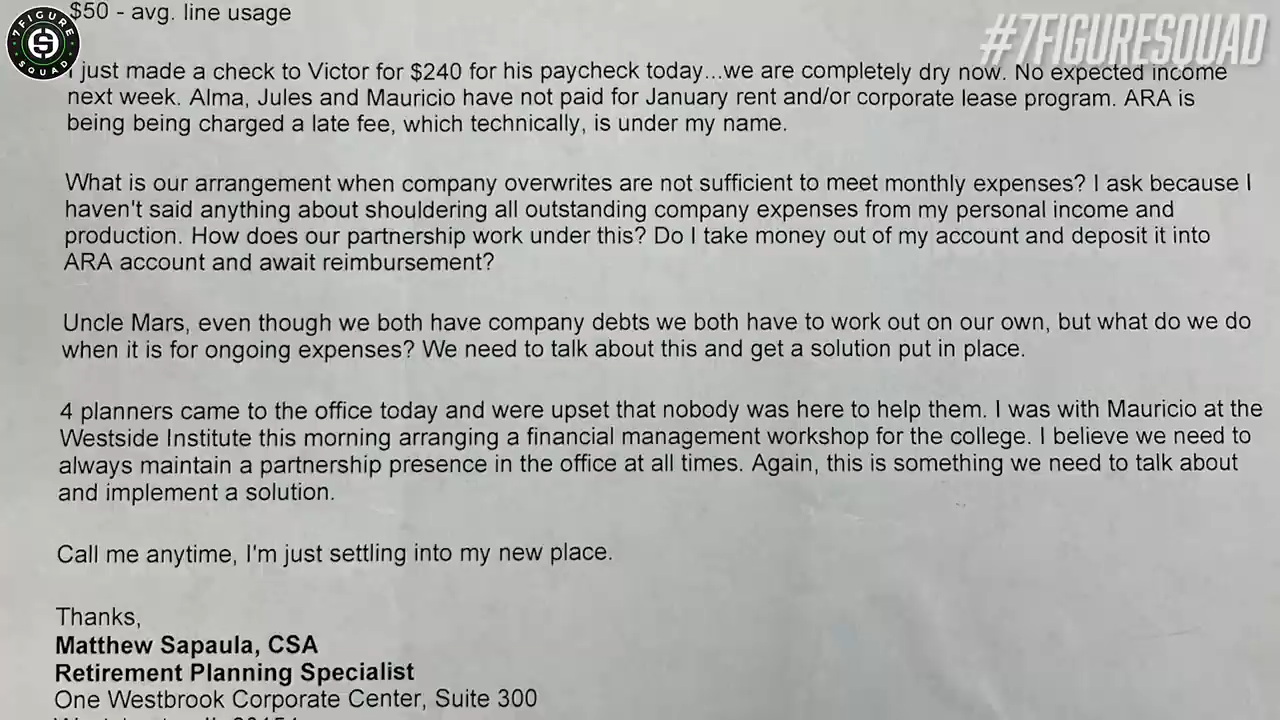 $50 - avg. line usage
7FIGURE
SQUAD
#7FIGURESQUAD
I just made a check to Victor for $240 for his paycheck today...we are completely dry now. No expected income
next week. Alma, Jules and Mauricio have not paid for January rent and/or corporate lease program. ARA is
being being charged a late fee, which technically, is under my name.
What is our arrangement when company overwrites are not sufficient to meet monthly expenses? I ask because I
haven't said anything about shouldering all outstanding company expenses from my personal income and
production. How does our partnership work under this? Do I take money out of my account and deposit it into
ARA account and await reimbursement?
Uncle Mars, even though we both have company debts we both have to work out on our own, but what do we do
when it is for ongoing expenses? We need to talk about this and get a solution put in place.
4 planners came to the office today and were upset that nobody was here to help them. I was with Mauricio at the
Westside Institute this morning arranging a financial management workshop for the college. I believe we need to
always maintain a partnership presence in the office at all times. Again, this is something we need to talk about
and implement a solution.
Call me anytime, I'm just settling into my new place.
Thanks,
Matthew Sapaula, CSA
Retirement Planning Specialist
One Westbrook Corporate Center, Suite 300